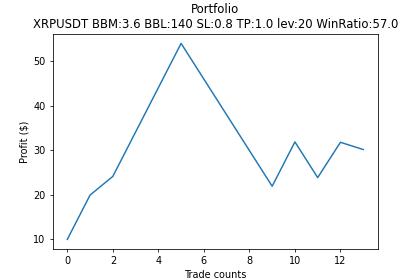 Portfolio
XRPUSDT BBM:3.6 BBL:140 SL:0.8 TP:1.0 lev:20 WinRatio:57.0
Profit ($)
50
40
30
20
10
0 2 4 6 8 10 12
Trade counts